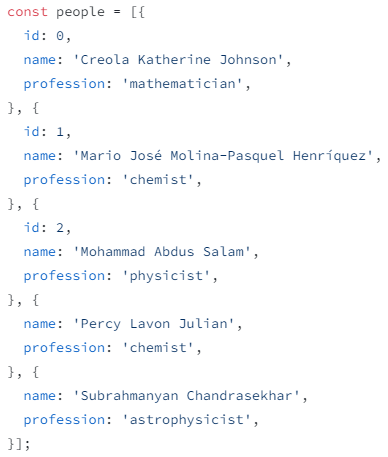 const people = [{
  id: 0,
  name: 'Creola Katherine Johnson',
  profession: 'mathematician',
}, {
  id: 1,
  name: 'Mario José Molina-Pasquel Henríquez',
  profession: 'chemist',
}, {
  id: 2,
  name: 'Mohammad Abdus Salam',
  profession: 'physicist',
}, {
  name: 'Percy Lavon Julian',
  profession: 'chemist',
}, {
  name: 'Subrahmanyan Chandrasekhar',
  profession: 'astrophysicist',
}];